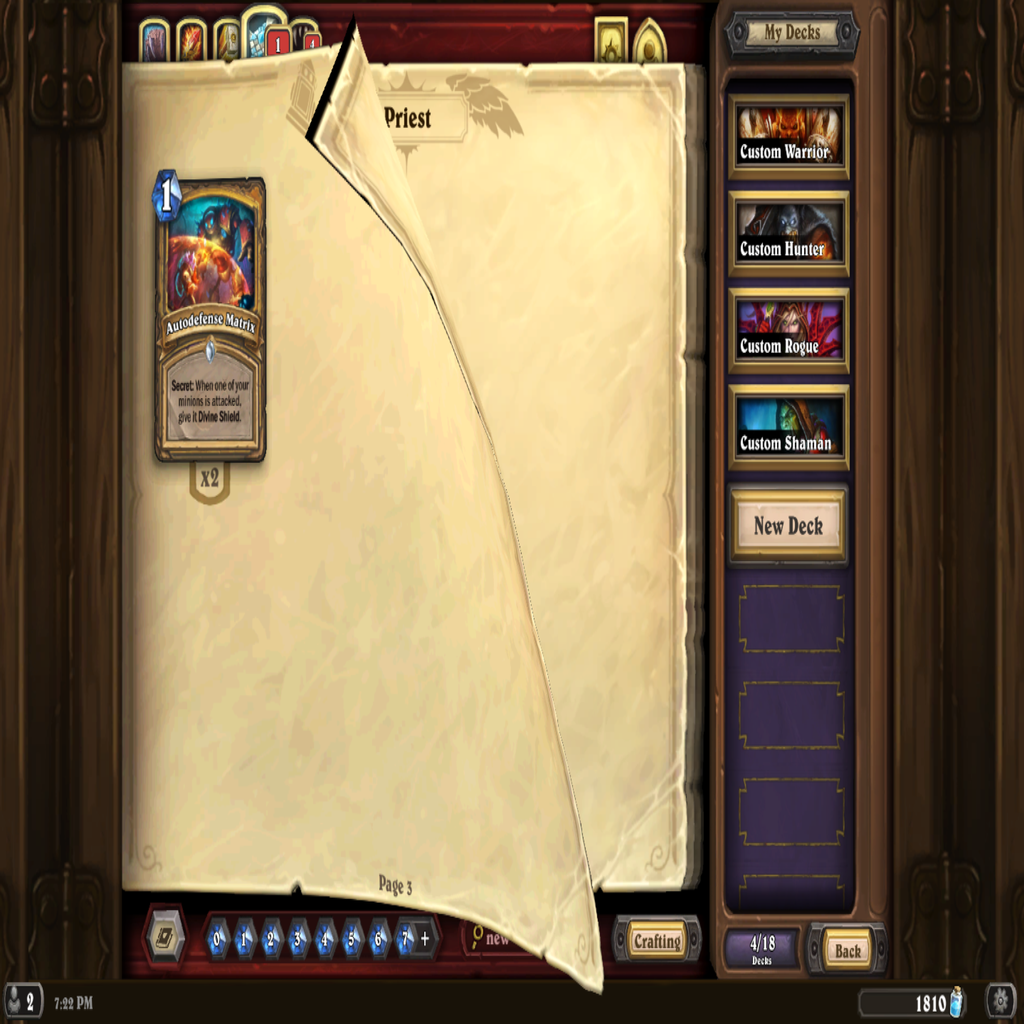 1
4
My Decks
Priest
1
Autodefense Matrix
Secret: When one of your
minions is attacked,
give it Divine Shield.
x2
Page 3
Custom Warrior
Custom Hunter
Custom Rogue
Custom Shaman
New Deck
0 1 2 3 4 5 6 7 +
new
Crafting
4/18
Decks
Back
2
7:22 PM
1810